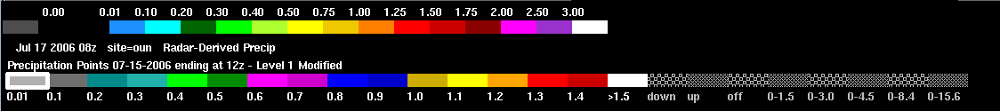 0.00 0.01 0.10 0.20 0.30 0.40 0.50 0.75 1.00 1.25 1.50 1.75 2.00 2.50 3.00
Jul 17 2006 08z site=oun Radar-Derived Precip
Precipitation Points 07-15-2006 ending at 12z - Level 1 Modified
0.01 0.1 0.2 0.3 0.4 0.5 0.6 0.7 0.8 0.9 1.0 1.1 1.2 1.3 1.4 >1.5 down up off 0-1.5 0-3.0 0-4.5 0-8.4 0-15.6